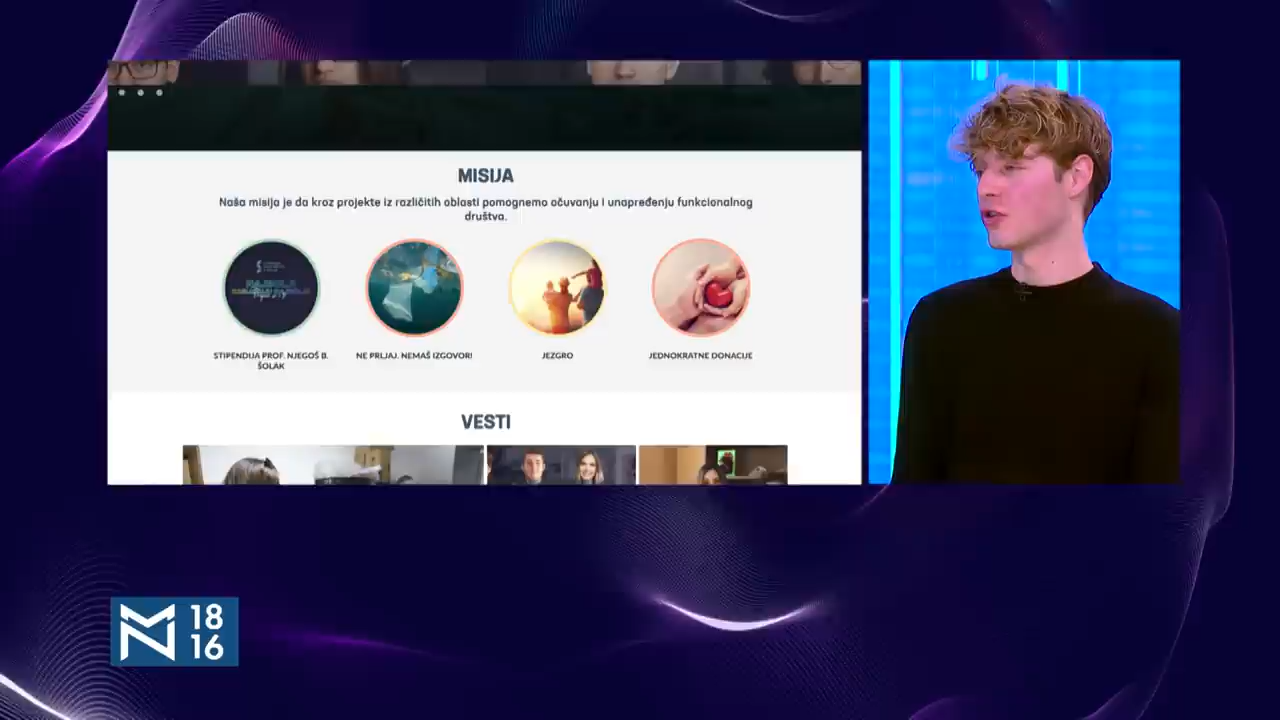 MISIJA
Naša misija je da kroz projekte iz različitih oblasti pomognemo očuvanju i unapređenju funkcionalnog
društva.
STIPENDIJA PROF. NJEGOŠ B.
ŠOLAK
NE PRLJAJ. NEMAŠ IZGOVOR!
JEZGRO
JEDNOKRATNE DONACIJE
VESTI
N 18
16